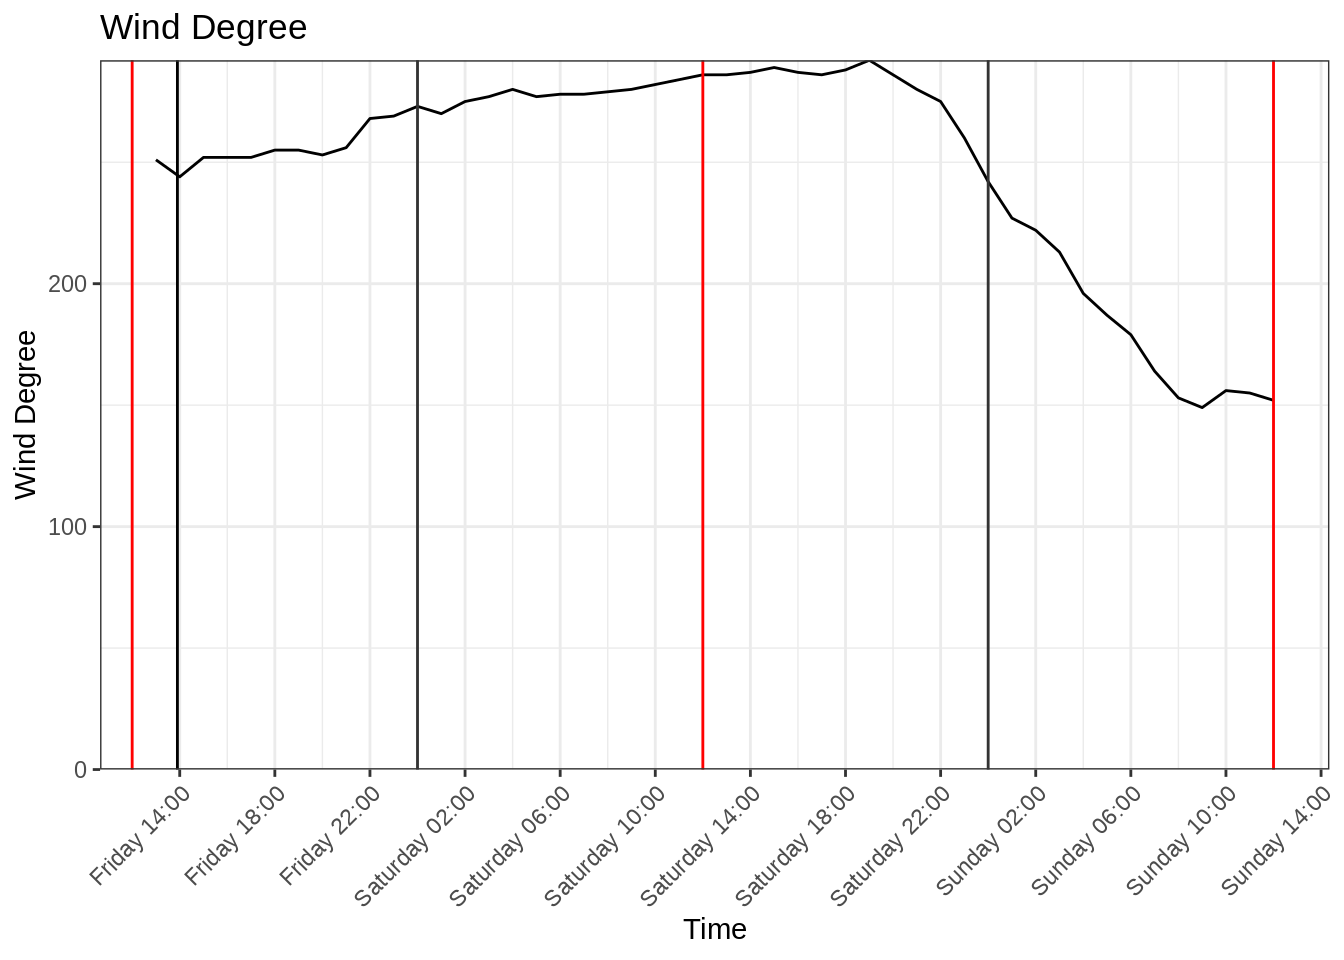 Wind Degree
Wind Degree
200
100
0
Friday 14:00
Friday 18:00
Friday 22:00
Saturday 02:00
Saturday 06:00
Saturday 10:00
Saturday 14:00
Saturday 18:00
Saturday 22:00
Sunday 02:00
Sunday 06:00
Sunday 10:00
Sunday 14:00
Time